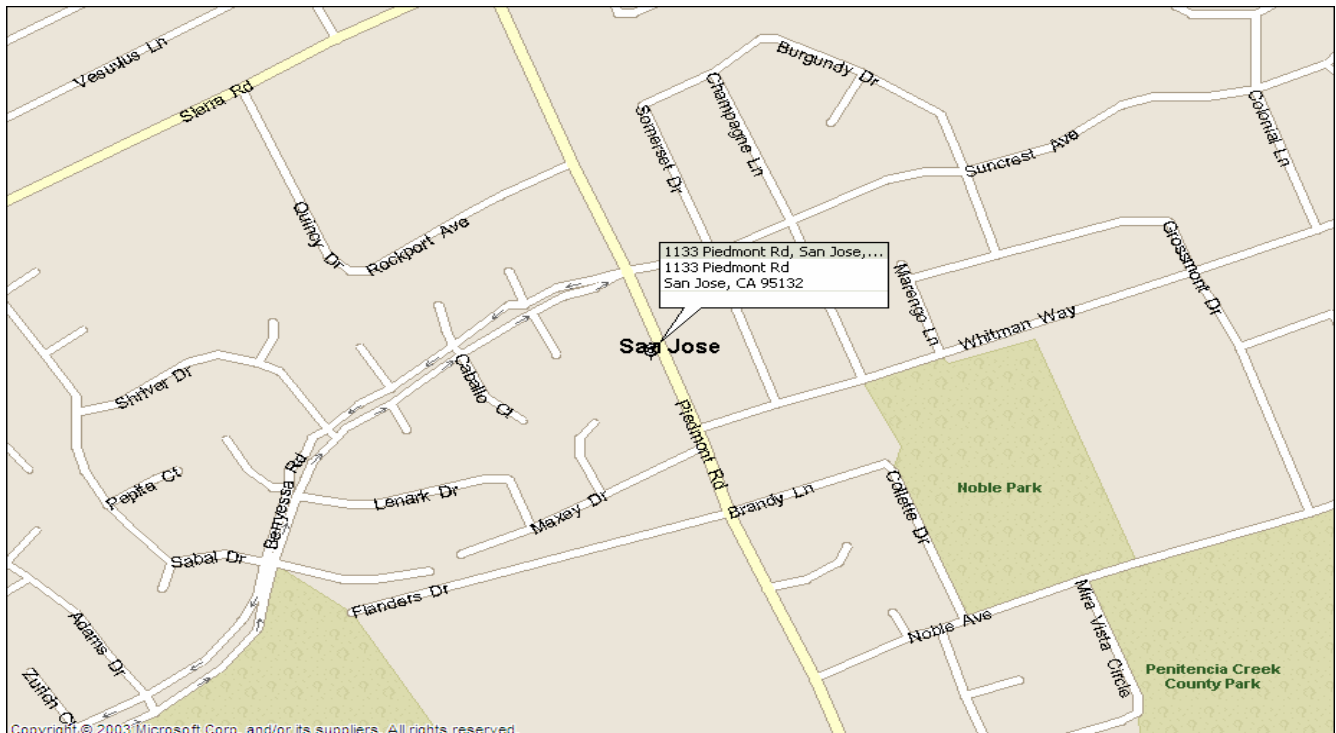 Vesuvius Ln
Sierra Rd
Burgundy Dr
Champagne Ln
Somerset Dr
Colonial Ln
Suncrest Ave
Quincy Dr
Rockport Ave
Grossmont Dr
1133 Piedmont Rd, San Jose,...
1133 Piedmont Rd
San Jose, CA 95132
Marengo Ln
Whitman Way
San Jose
Shriver Dr
Caballo Ct
Piedmont Rd
Pepita Ct
Berryessa Rd
Lenark Dr
Maxey Dr
Brandy Ln
Collette Dr
Noble Park
Sabal Dr
Flanders Dr
Adams Dr
Noble Ave
Mira Vista Circle
Zurich Ct
Penitencia Creek
County Park
Copyright © 2003 Microsoft Corp. and/or its suppliers. All rights reserved.